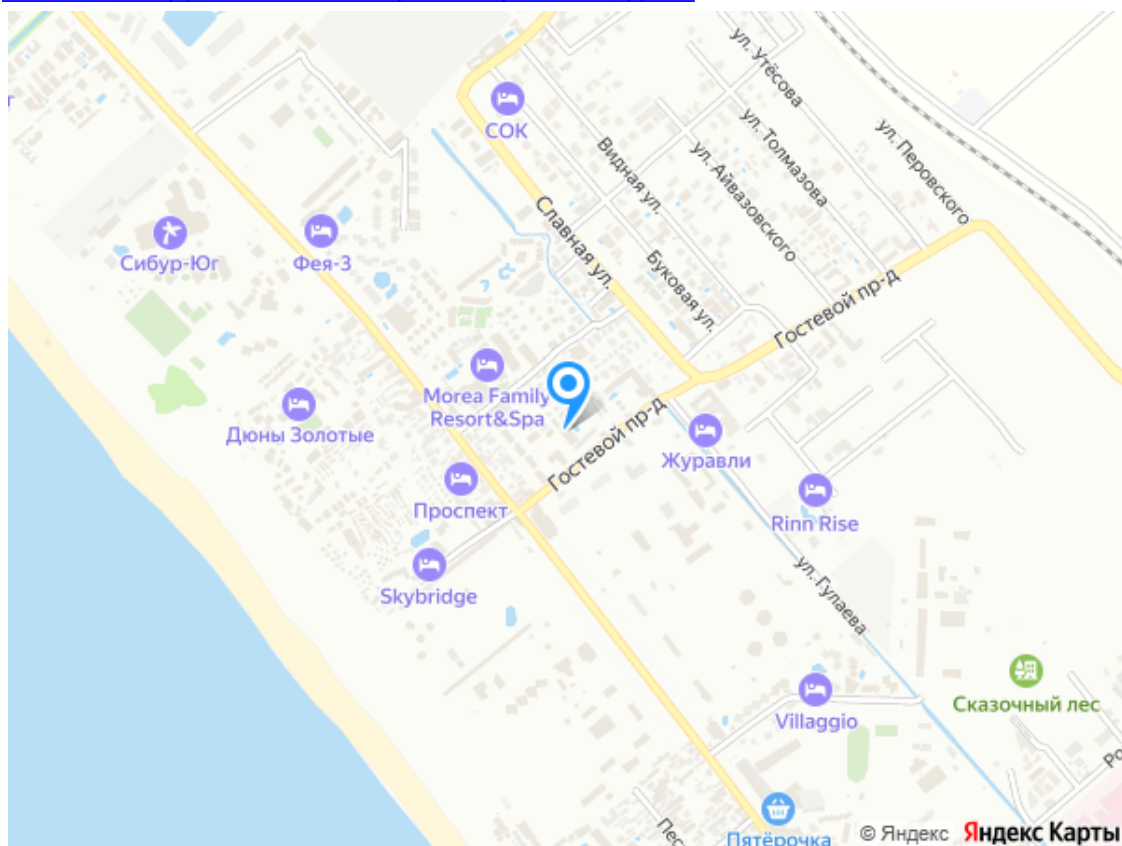 СОК
ул. Утёсова
ул. Толмазова
ул. Перовского
Видная ул.
ул. Айвазовского
Славная ул.
Буковая ул.
Сибур-Юг
Фея-3
Гостевой пр-д
Morea Family
Resort&Spa
Дюны Золотые
Гостевой пр-д
Журавли
Проспект
Rinn Rise
Skybridge
ул. Гулаева
Сказочный лес
Villaggio
Пес
Ро
Пятёрочка
© Яндекс Яндекс Карты